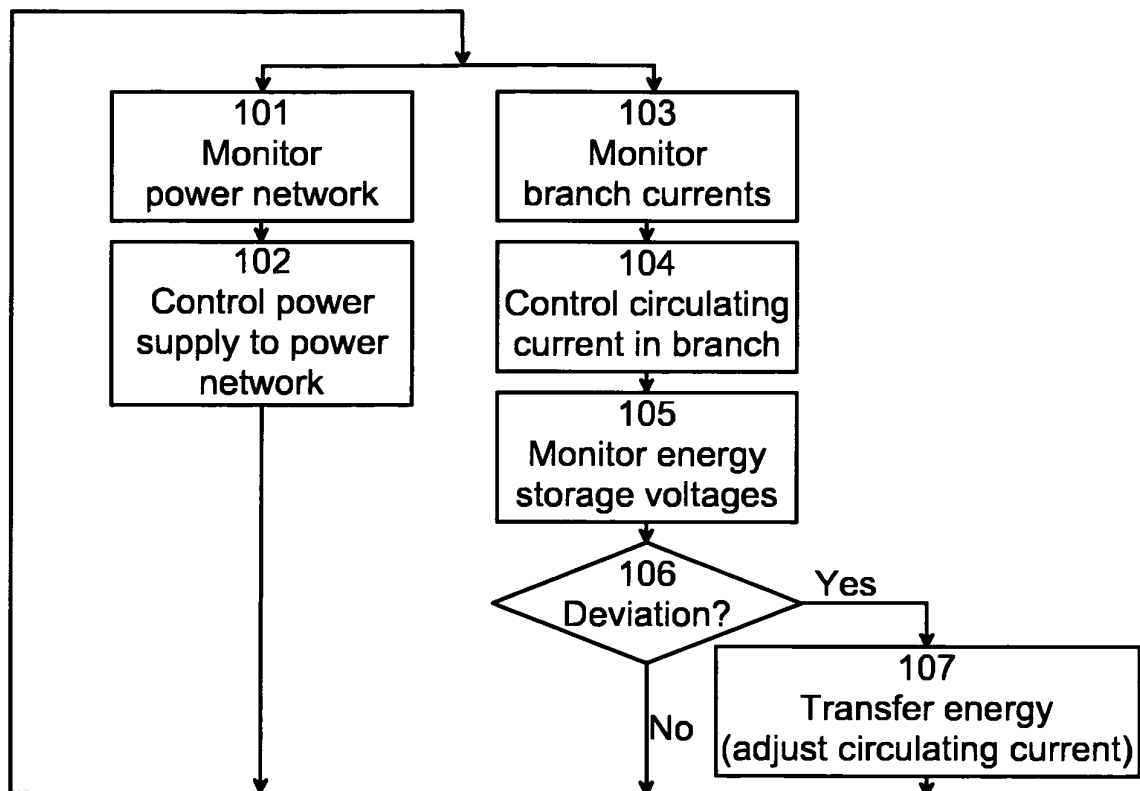 101
Monitor
power network
102
Control power
supply to power
network
103
Monitor
branch currents
104
Control circulating
current in branch
105
Monitor energy
storage voltages
106
Deviation?
Yes
No
107
Transfer energy
(adjust circulating current)